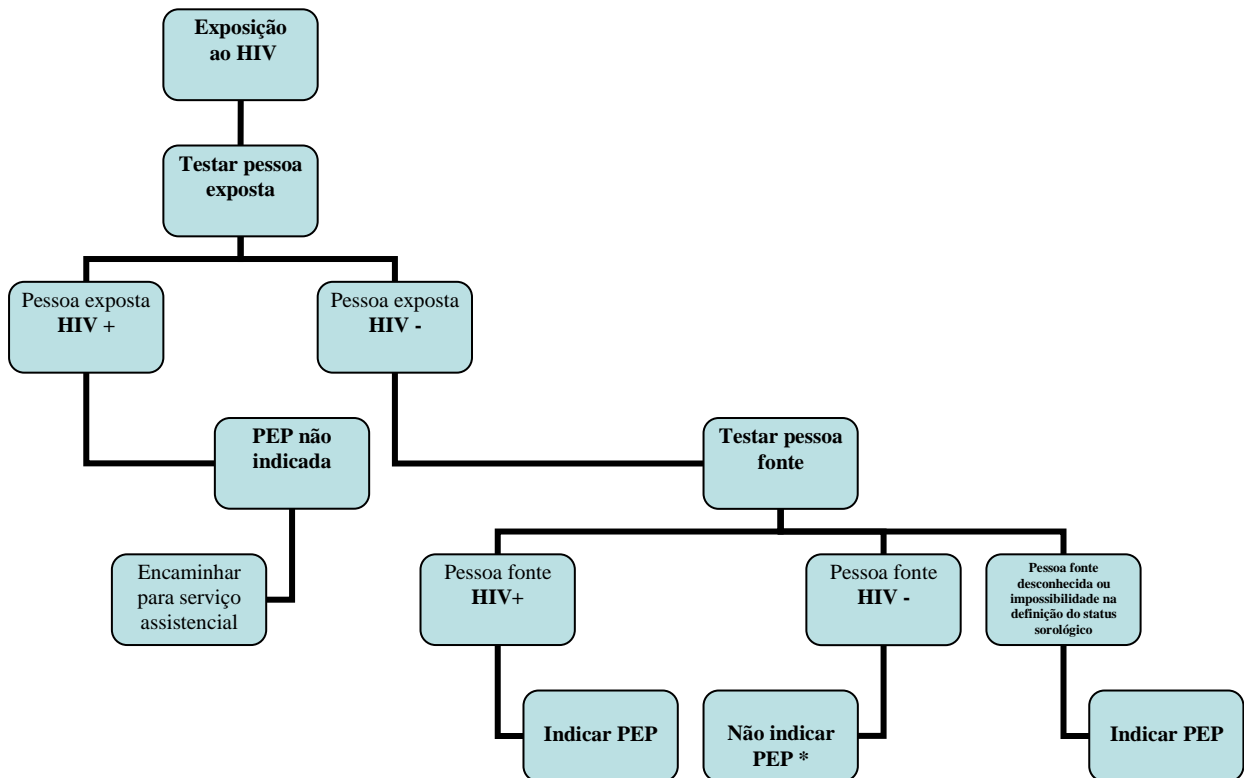 Exposição
ao HIV
Testar pessoa
exposta
Pessoa exposta
HIV +
Pessoa exposta
HIV -
PEP não
indicada
Testar pessoa
fonte
Encaminhar
para serviço
assistencial
Pessoa fonte
HIV+
Pessoa fonte
HIV -
Pessoa fonte
desconhecida ou
impossibilidade na
definição do status
sorológico
Indicar PEP
Não indicar
PEP *
Indicar PEP